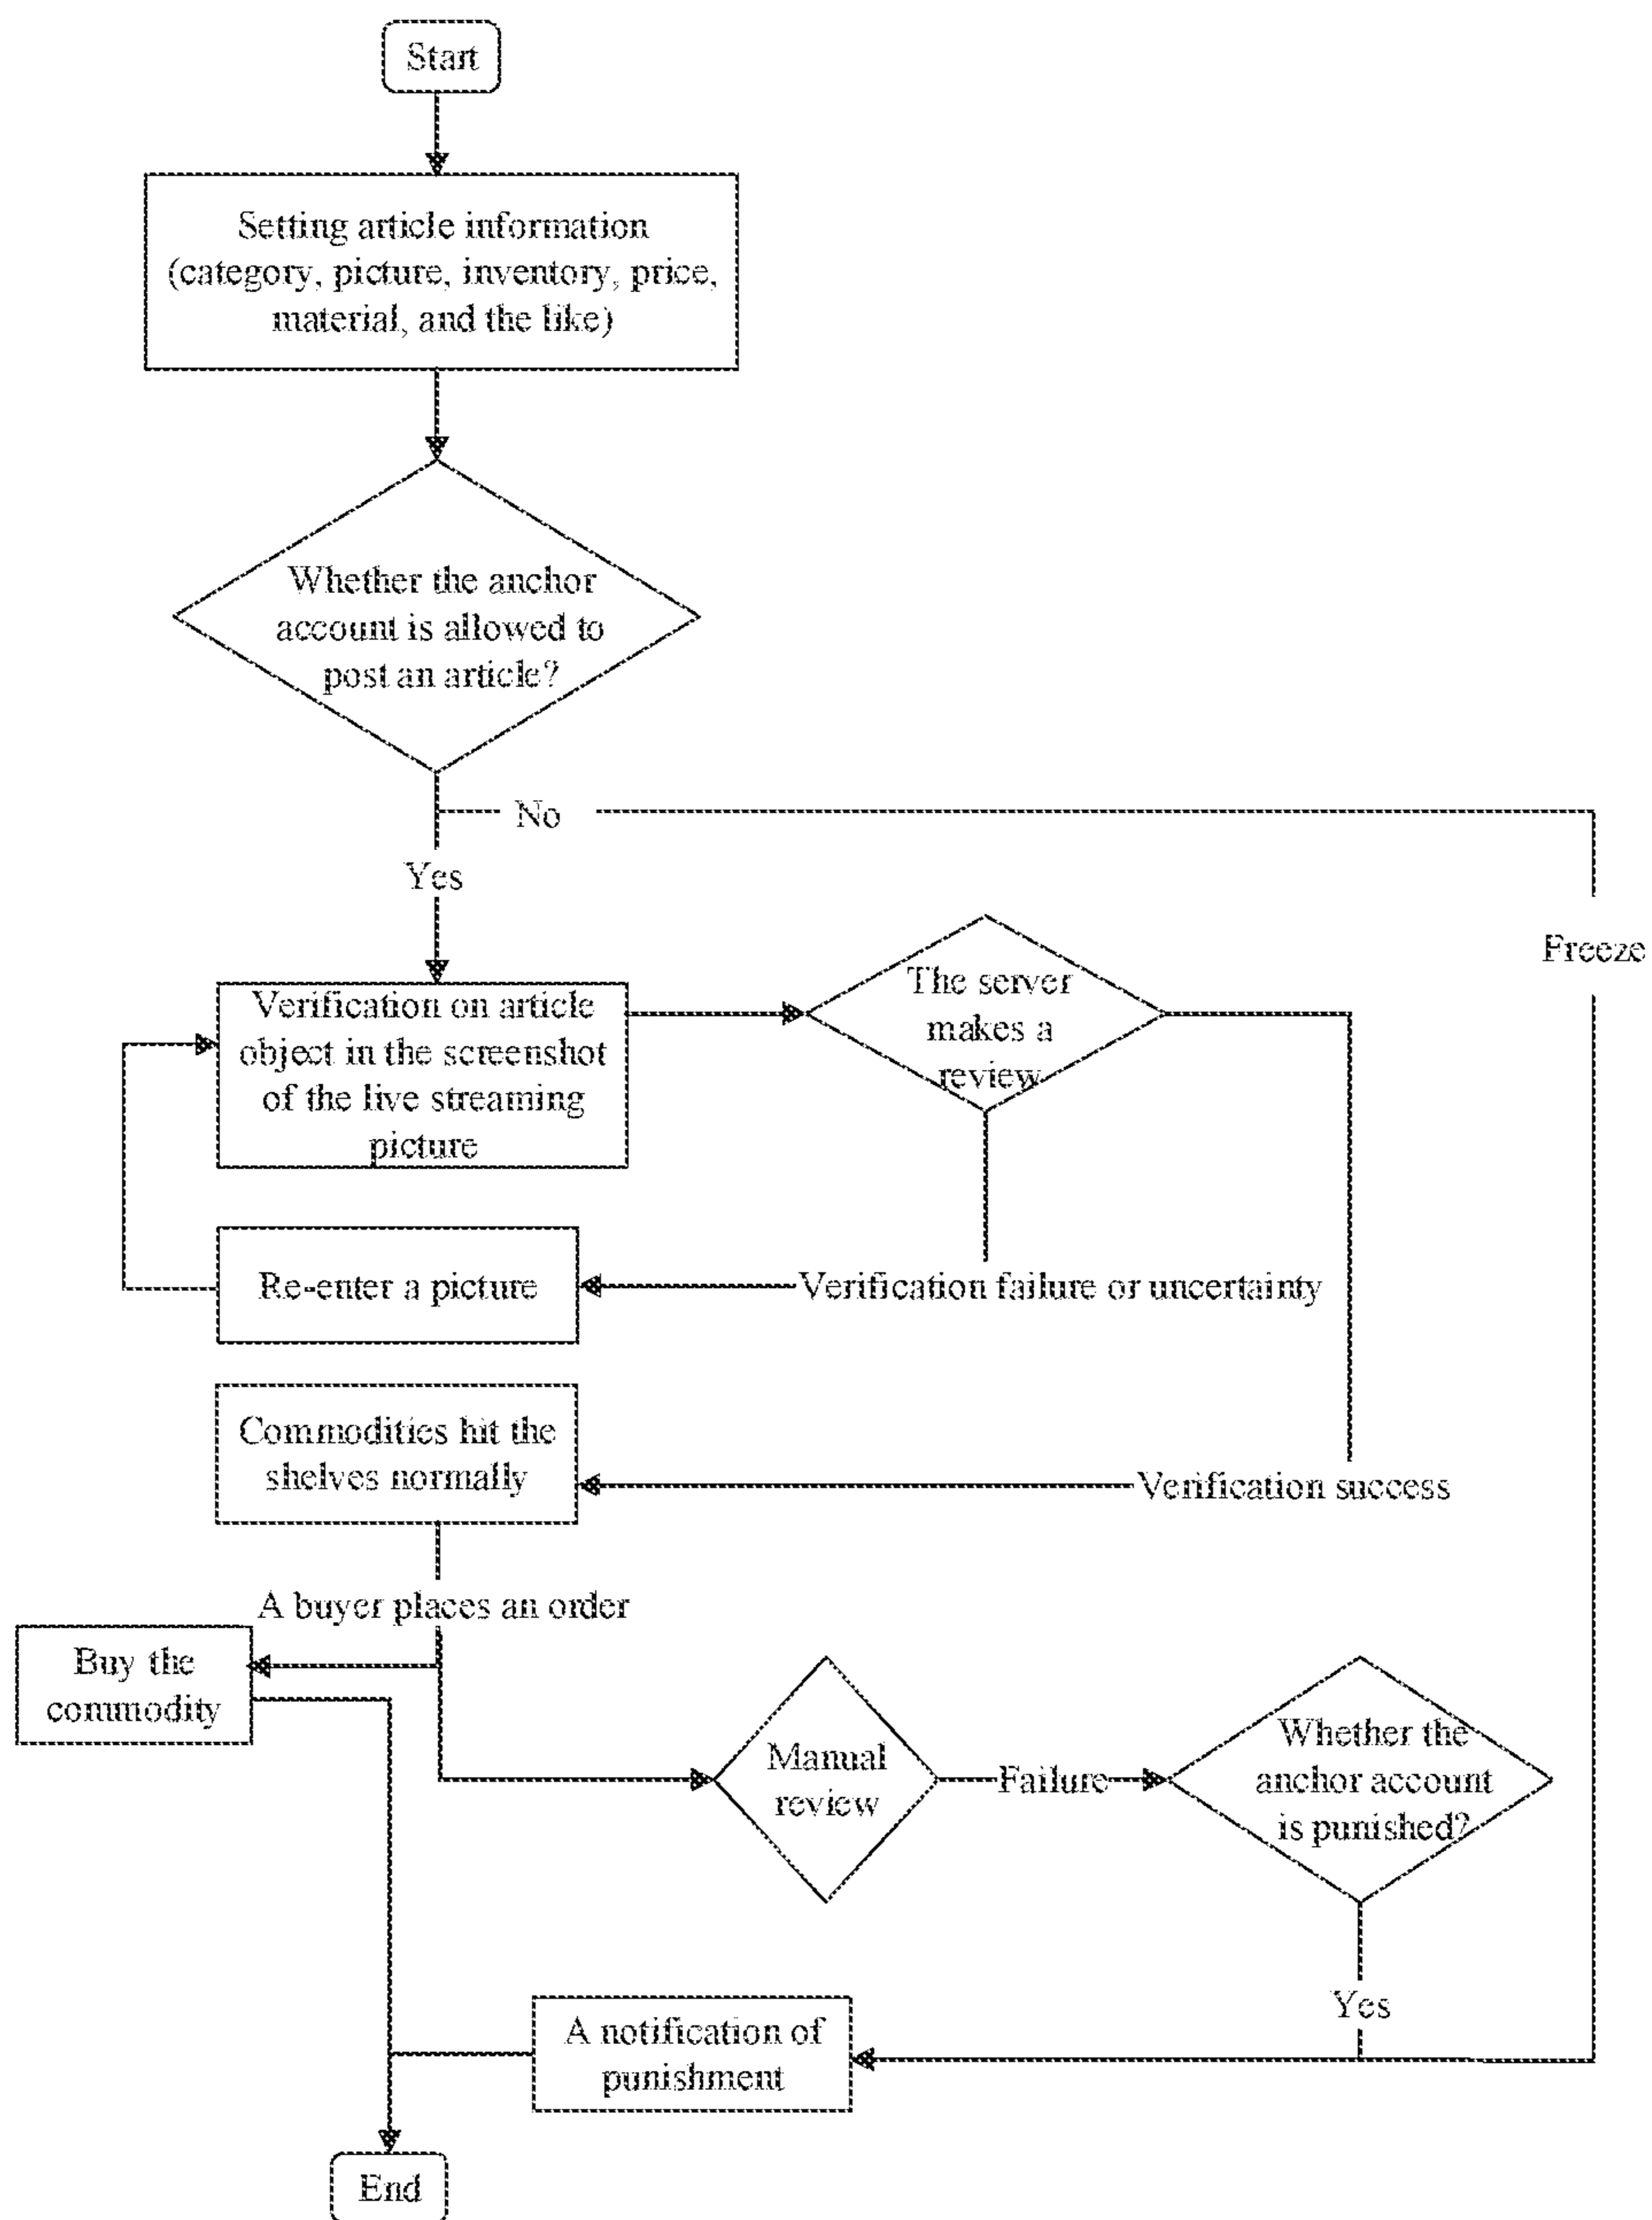 Start
Setting article information
(category, picture, inventory, price,
material, and the like)
Whether the anchor
account is allowed to
post an article?
No
Yes
Freeze
Verification on article
object in the screenshot
of the live streaming
picture
The server
makes a
review
Re-enter a picture
Verification failure or uncertainty
Commodities hit the
shelves normally
Verification success
A buyer places an order
Buy the
commodity
Manual
review
Failure
Whether the
anchor account
is punished?
Yes
A notification of
punishment
End